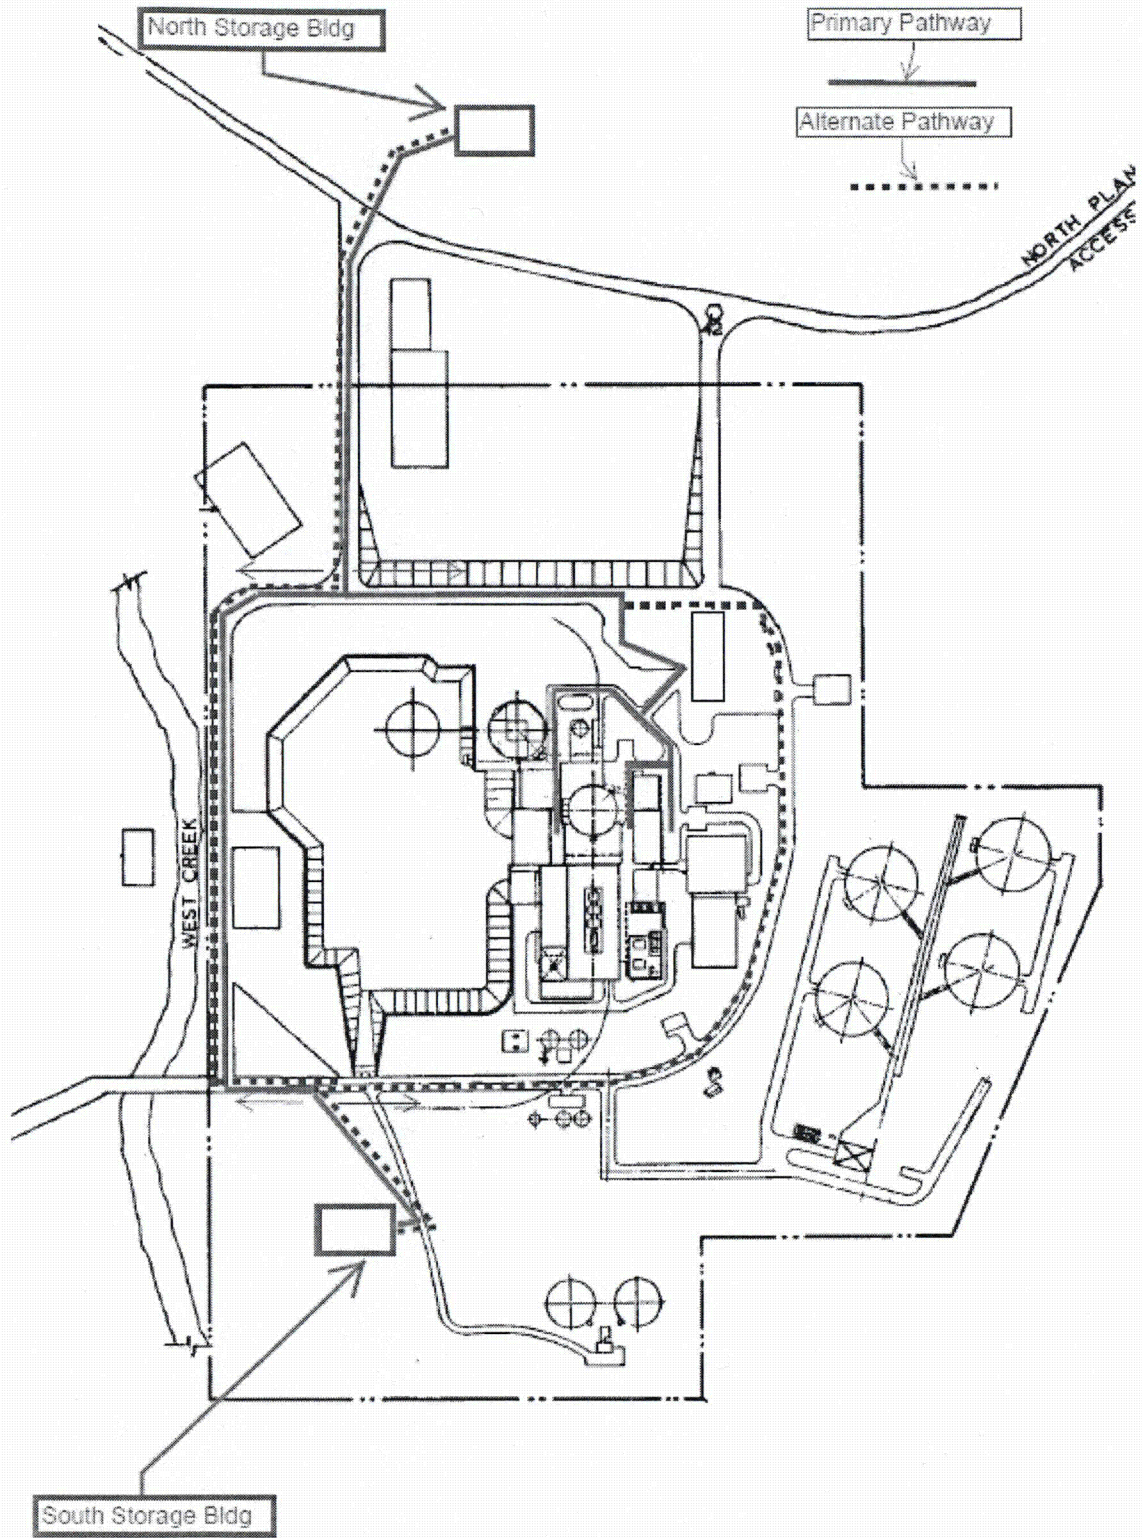 North Storage Bldg
Primary Pathway
Alternate Pathway
NORTH PLAN
ACCESS
WEST CREEK
South Storage Bldg